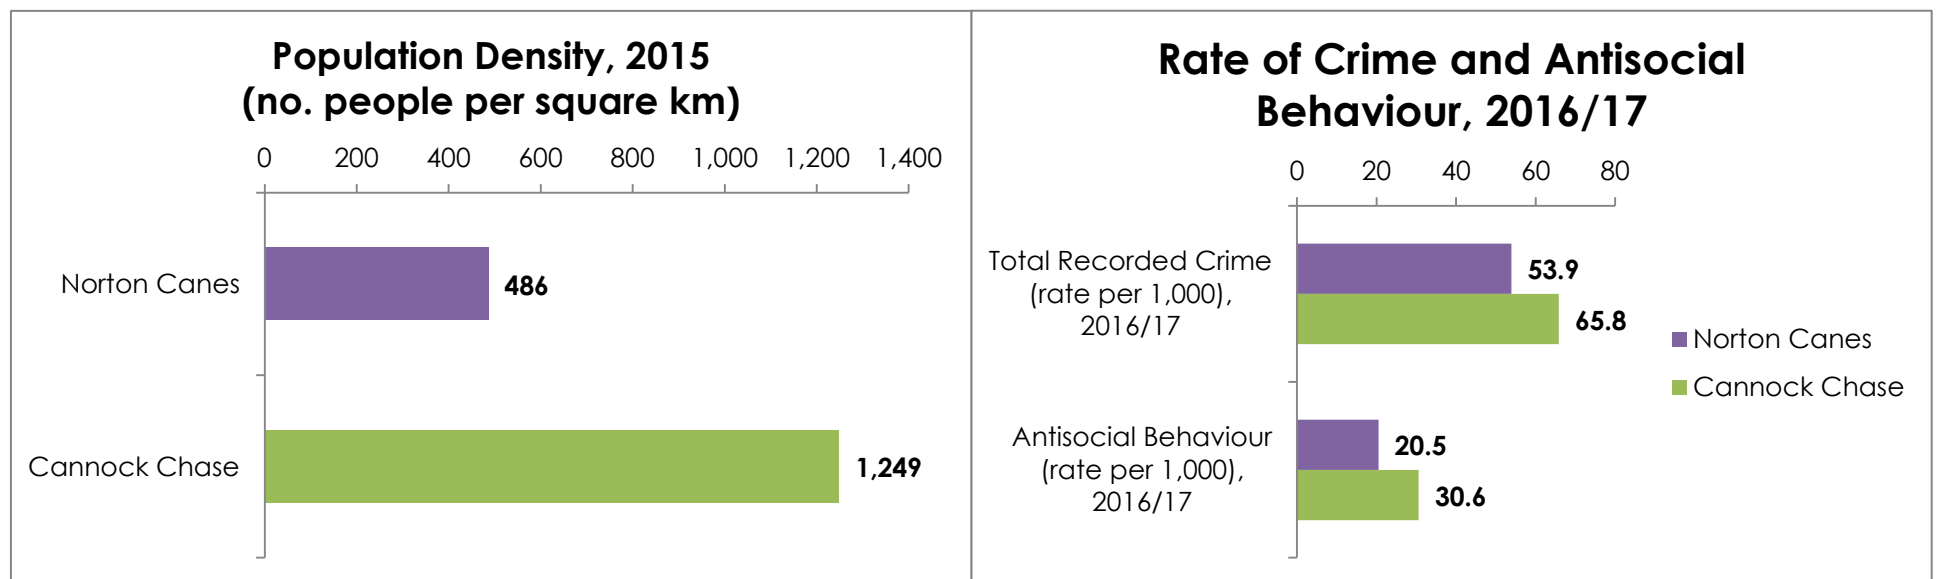 Population Density, 2015
(no. people per square km)
0 200 400 600 800 1,000 1,200 1,400
Norton Canes
486
Cannock Chase
1,249
Rate of Crime and Antisocial
Behaviour, 2016/17
0 20 40 60 80
Total Recorded Crime
(rate per 1,000),
2016/17
53.9
65.8
Antisocial Behaviour
(rate per 1,000),
2016/17
20.5
30.6
Norton Canes
Cannock Chase